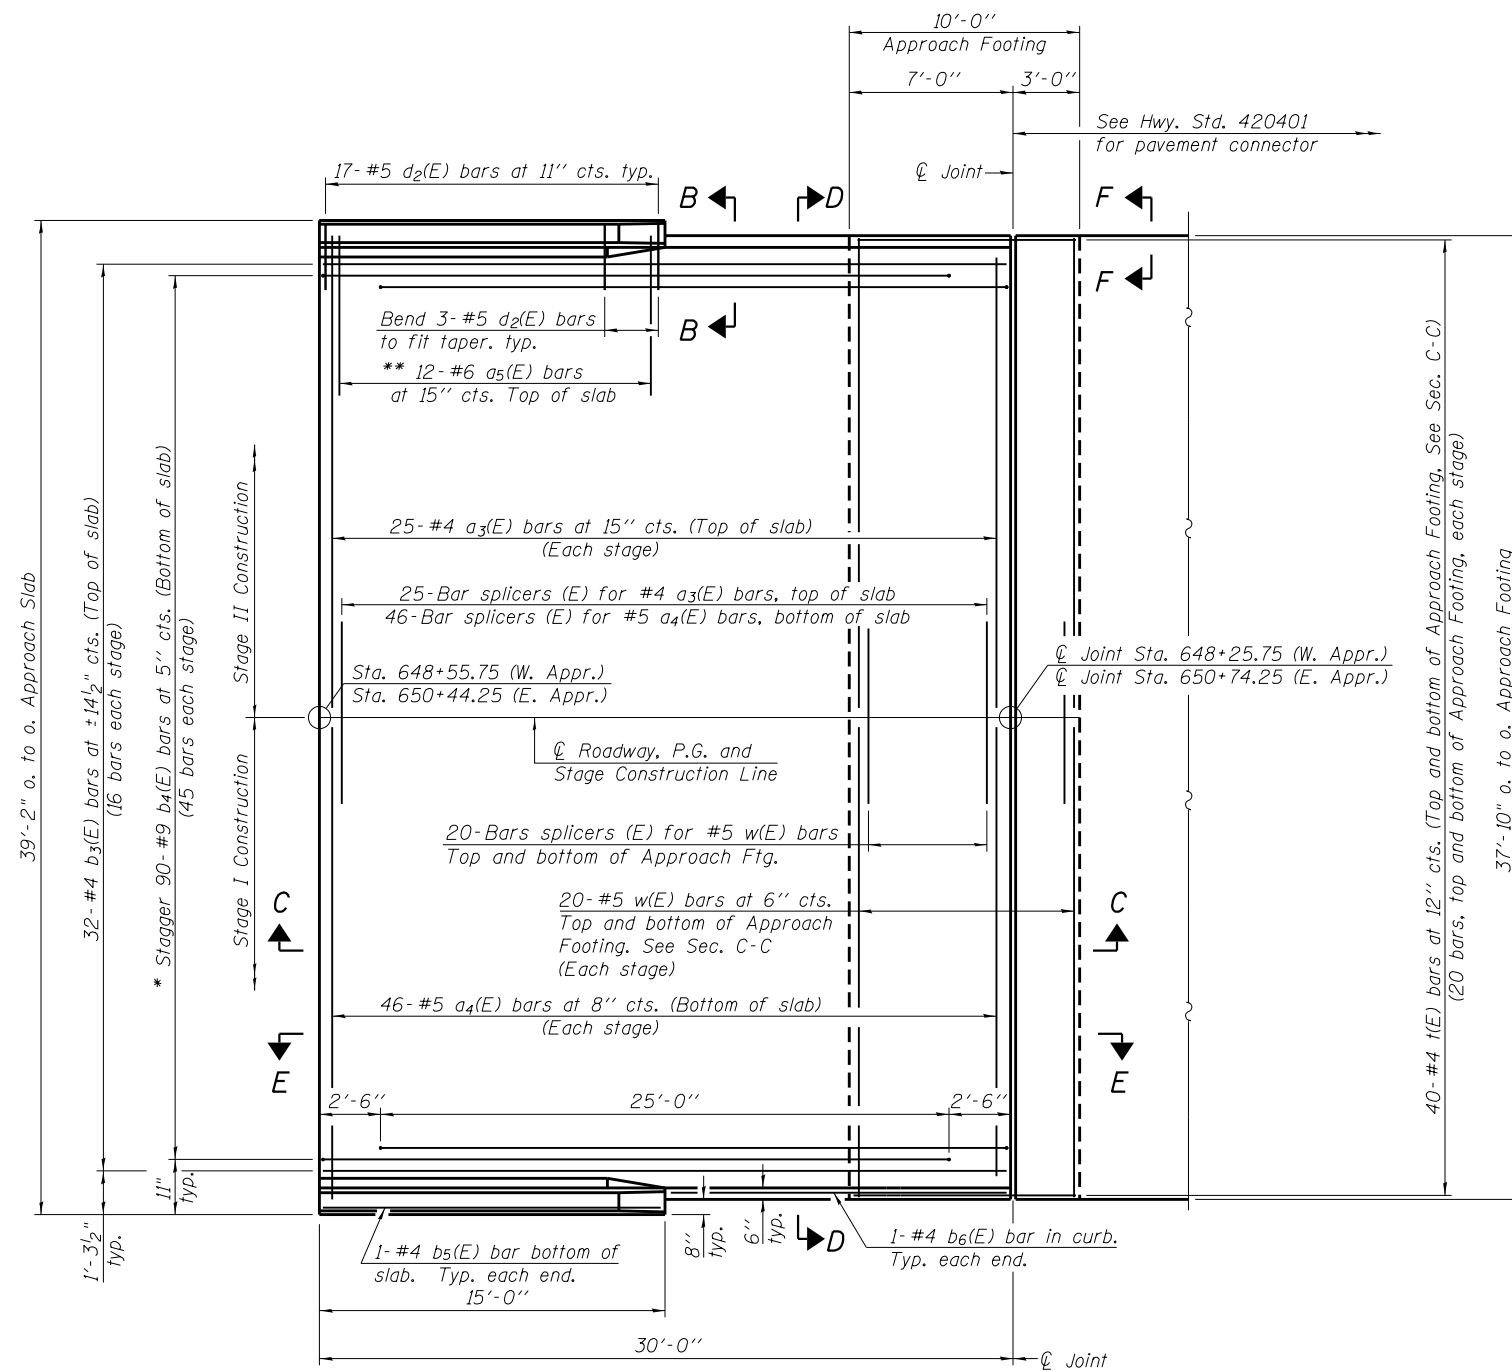 10'-0"
Approach Footing
7'-0"
3'-0"
See Hwy. Std. 420401
for pavement connector
℄ Joint
17-#5 d2(E) bars at 11" cts. typ.
B
D
F
F
B
Bend 3-#5 d2(E) bars
to fit taper. typ.
** 12-#6 a5(E) bars
at 15" cts. Top of slab
39'-2" o. to o. Approach Slab
32-#4 b3(E) bars at ±14½" cts. (Top of slab)
(16 bars each stage)
* Stagger 90-#9 b4(E) bars at 5" cts. (Bottom of slab)
(45 bars each stage)
Stage II Construction
Stage I Construction
25-#4 a3(E) bars at 15" cts. (Top of slab)
(Each stage)
25-Bar splicers (E) for #4 a3(E) bars, top of slab
46-Bar splicers (E) for #5 a4(E) bars, bottom of slab
Sta. 648+55.75 (W. Appr.)
Sta. 650+44.25 (E. Appr.)
℄ Joint Sta. 648+25.75 (W. Appr.)
℄ Joint Sta. 650+74.25 (E. Appr.)
℄ Roadway, P.G. and
Stage Construction Line
20-Bars splicers (E) for #5 w(E) bars
Top and bottom of Approach Ftg.
20-#5 w(E) bars at 6" cts.
Top and bottom of Approach
Footing. See Sec. C-C
(Each stage)
C
C
46-#5 a4(E) bars at 8" cts. (Bottom of slab)
(Each stage)
E
E
40-#4 t(E) bars at 12" cts. (Top and bottom of Approach Footing, See Sec. C-C)
(20 bars, top and bottom of Approach Footing, each stage)
37'-10" o. to o. Approach Footing
2'-6"
25'-0"
2'-6"
11"
typ.
1'-3½"
typ.
8"
typ.
6"
typ.
D
1-#4 b5(E) bar bottom of
slab. Typ. each end.
1-#4 b6(E) bar in curb.
Typ. each end.
15'-0"
30'-0"
℄ Joint